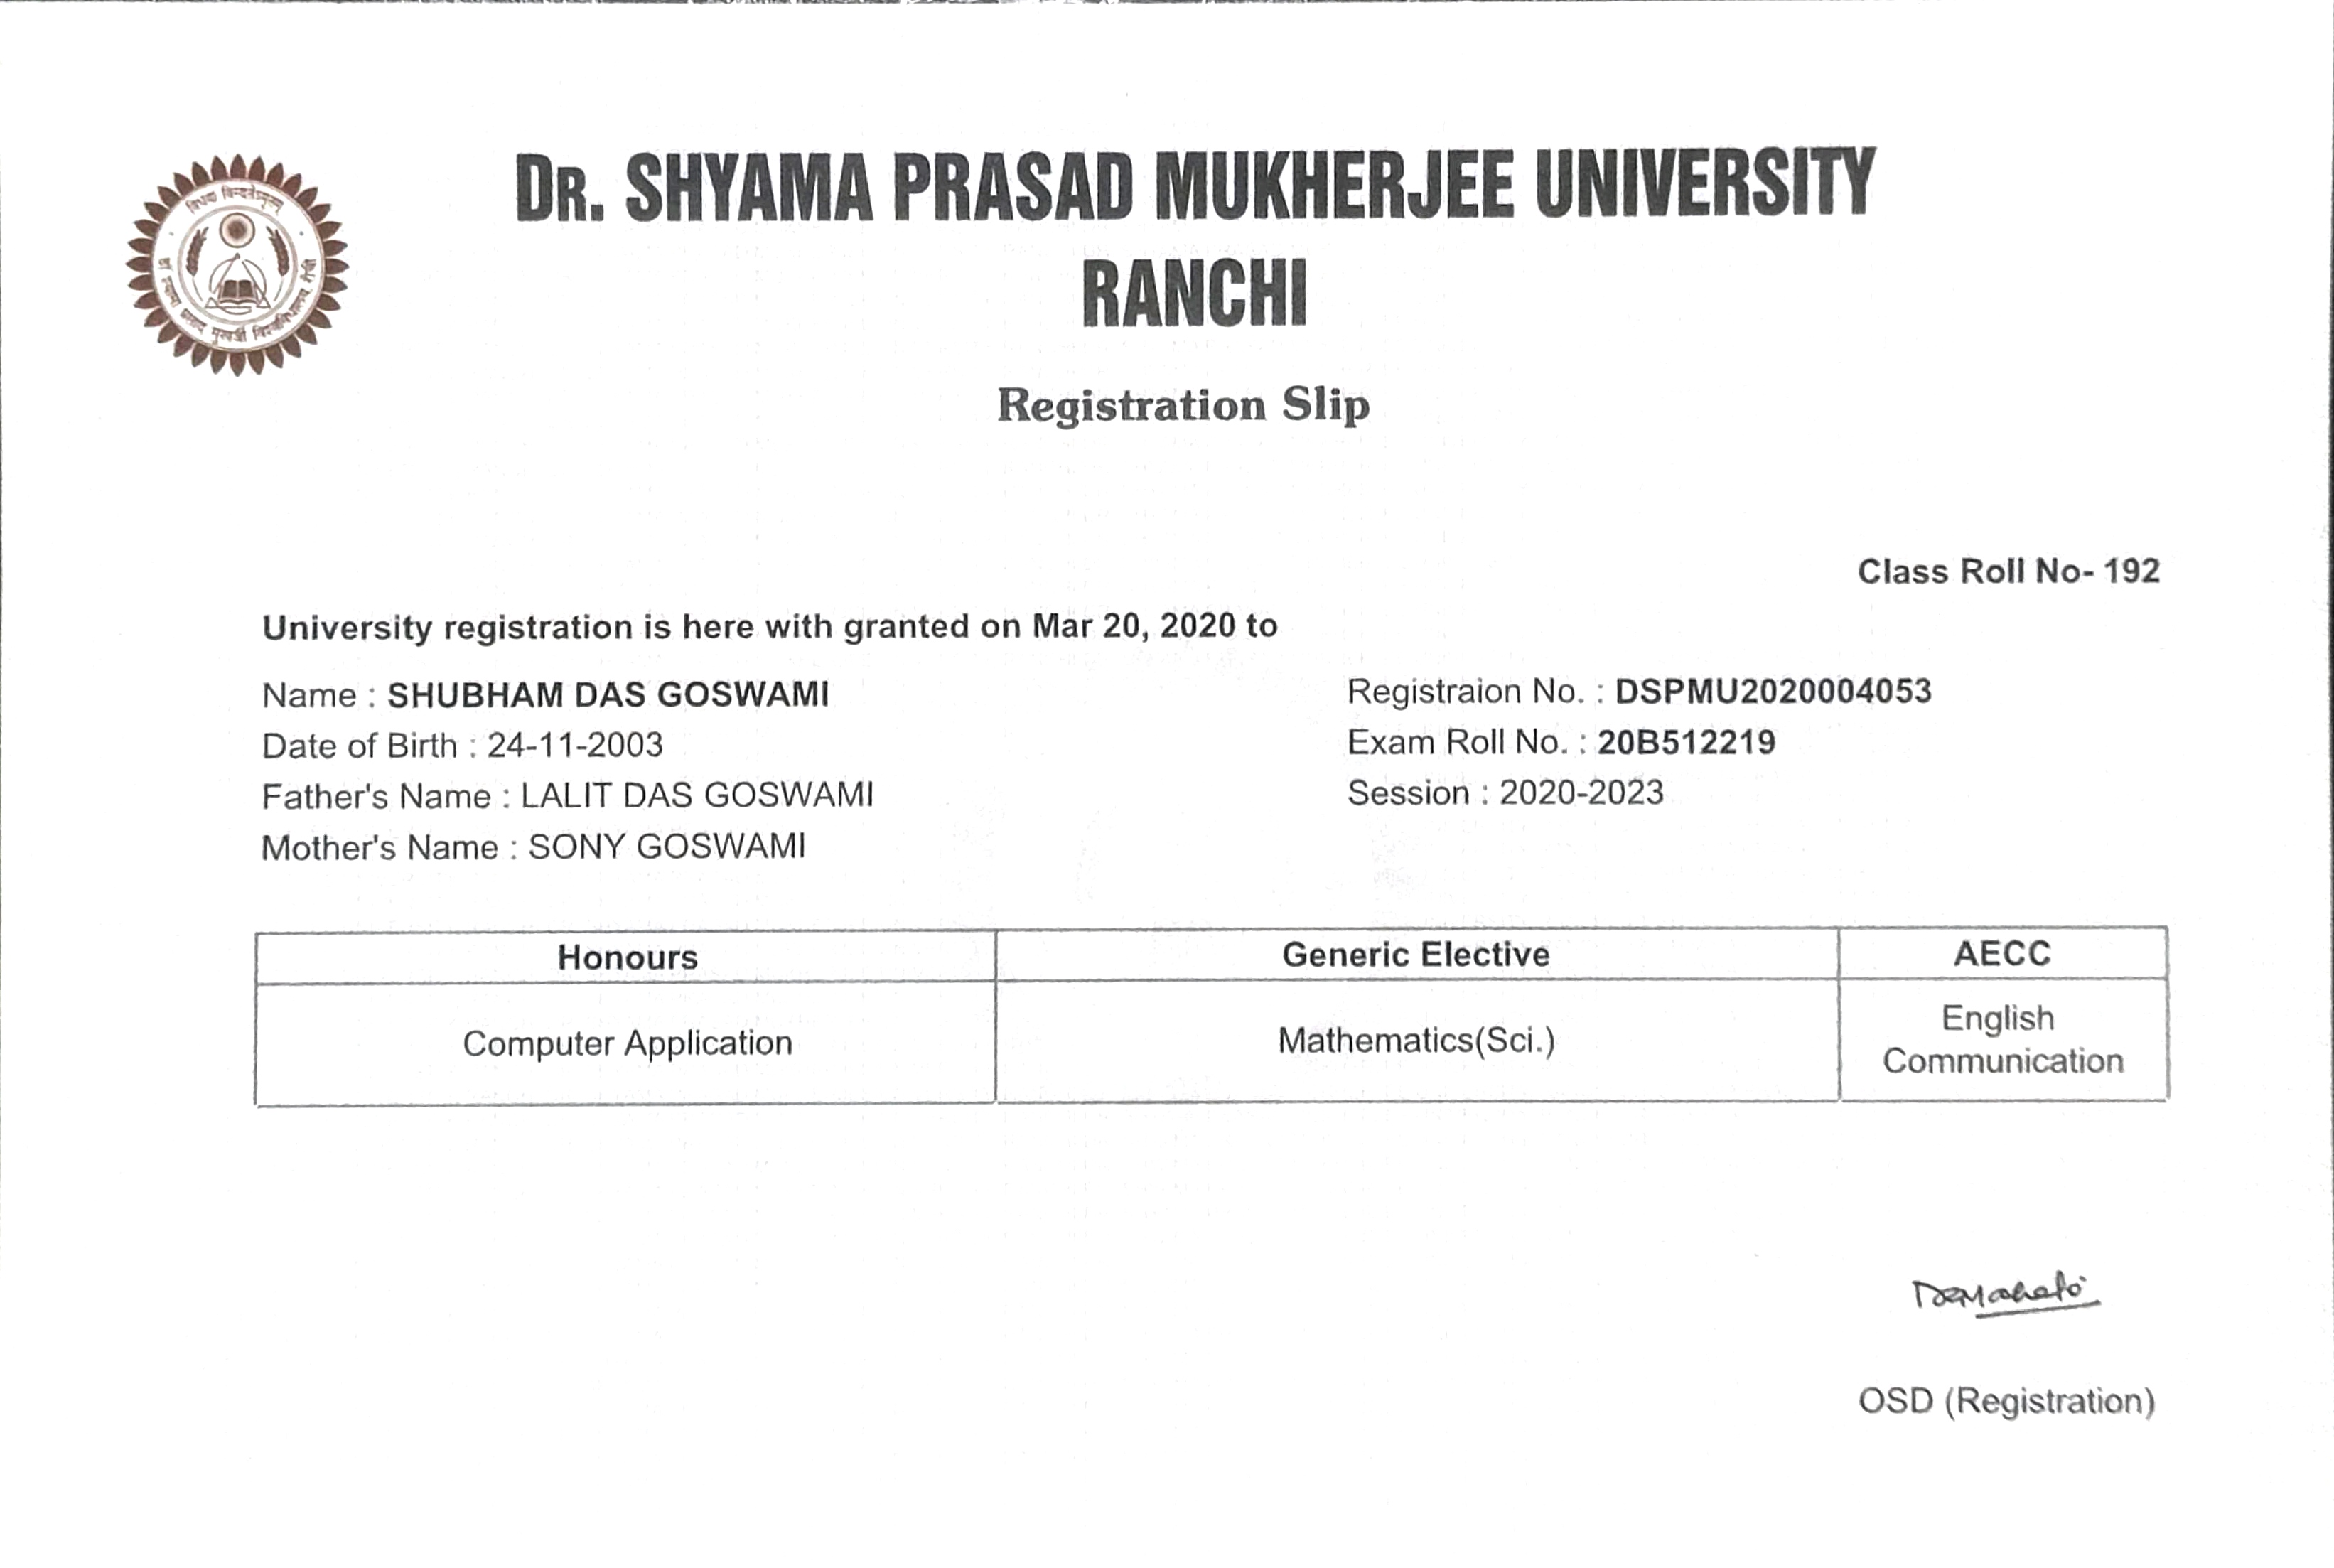 DR. SHYAMA PRASAD MUKHERJEE UNIVERSITY
RANCHI
Registration Slip
Class Roll No- 192
University registration is here with granted on Mar 20, 2020 to
Name : SHUBHAM DAS GOSWAMI
Registraion No. : DSPMU2020004053
Date of Birth : 24-11-2003
Exam Roll No. : 20B512219
Father's Name : LALIT DAS GOSWAMI
Session : 2020-2023
Mother's Name : SONY GOSWAMI
Honours Generic Elective AECC
Computer Application Mathematics(Sci.) English
Communication
OSD (Registration)